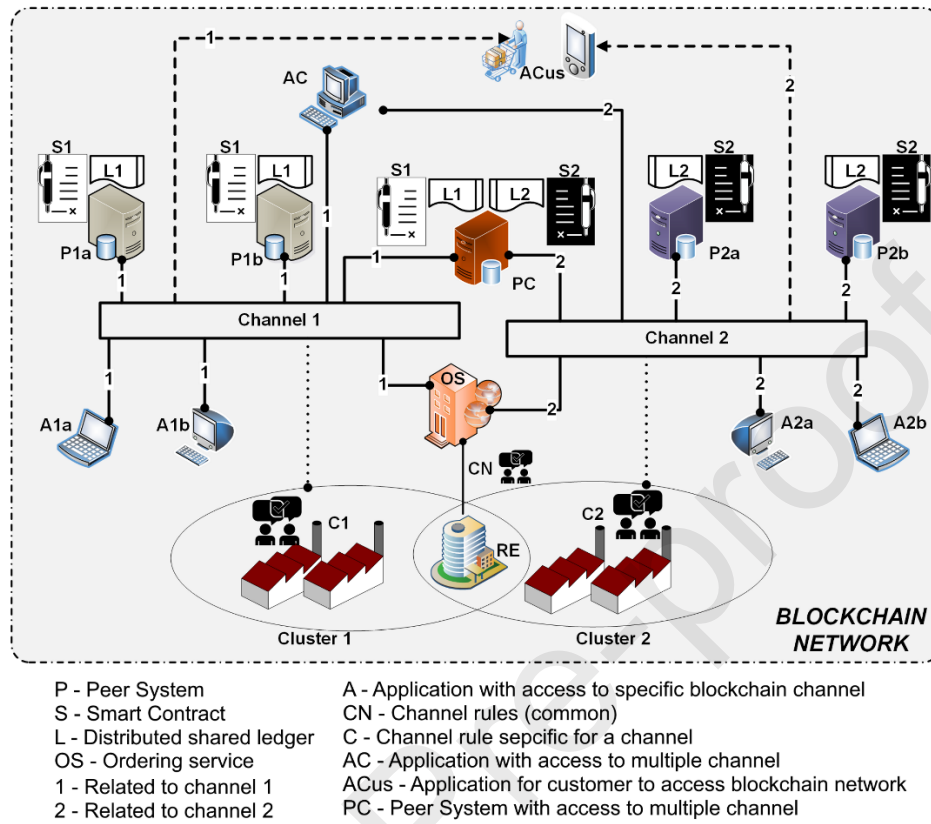 1
ACus
AC
2
2
S1
L1
S1
L1
S1
L1
L2
S2
L2
S2
L2
S2
P1a
P1b
PC
P2a
P2b
1
1
1
1
2
2
2
Channel 1
Channel 2
1
1
1
OS
2
2
2
A1a
A1b
A2a
A2b
CN
C1
C2
RE
Cluster 1
Cluster 2
BLOCKCHAIN
NETWORK
P - Peer System
S - Smart Contract
L - Distributed shared ledger
OS - Ordering service
1 - Related to channel 1
2 - Related to channel 2
A - Application with access to specific blockchain channel
CN - Channel rules (common)
C - Channel rule sepcific for a channel
AC - Application with access to multiple channel
ACus - Application for customer to access blockchain network
PC - Peer System with access to multiple channel
Pre-proof